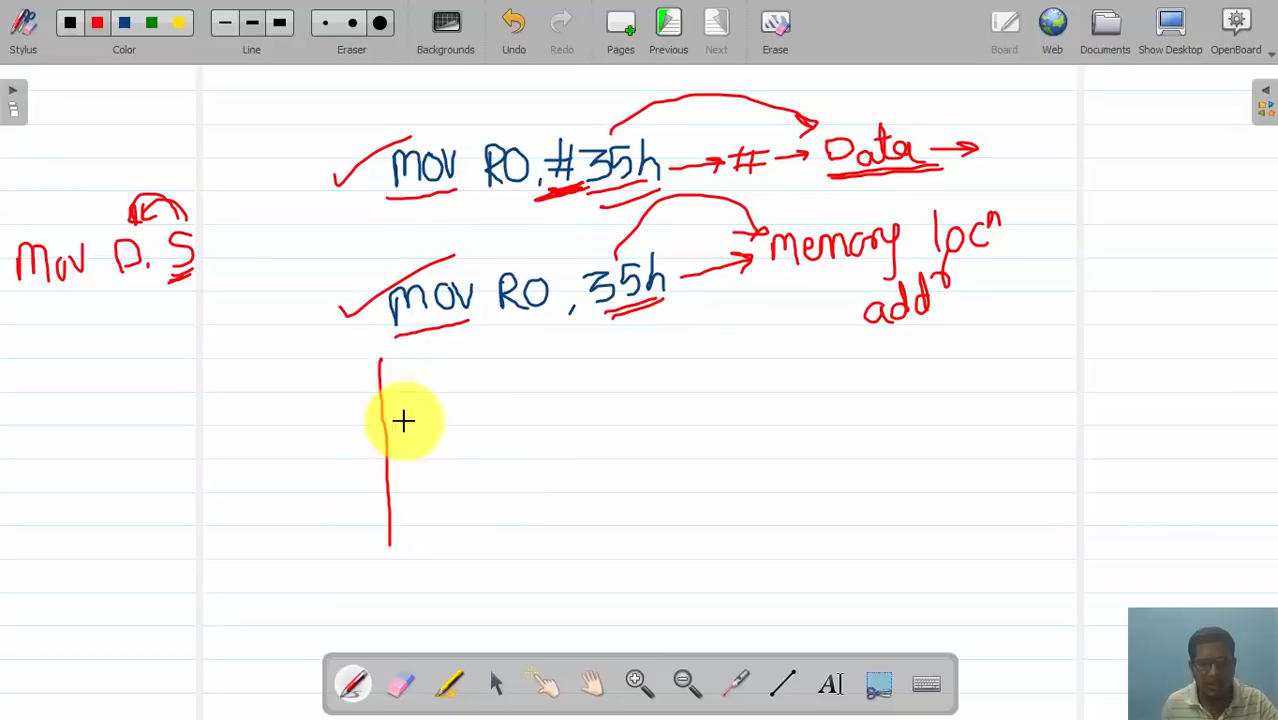 Stylus
Color
Line
Eraser
Backgrounds
Undo
Redo
Pages
Previous
Next
Erase
Board
Web
Documents
Show Desktop
OpenBoard
mov R0, #35h → # → Data →
mov D, S
mov R0, 35h → memory locⁿ
addʳ